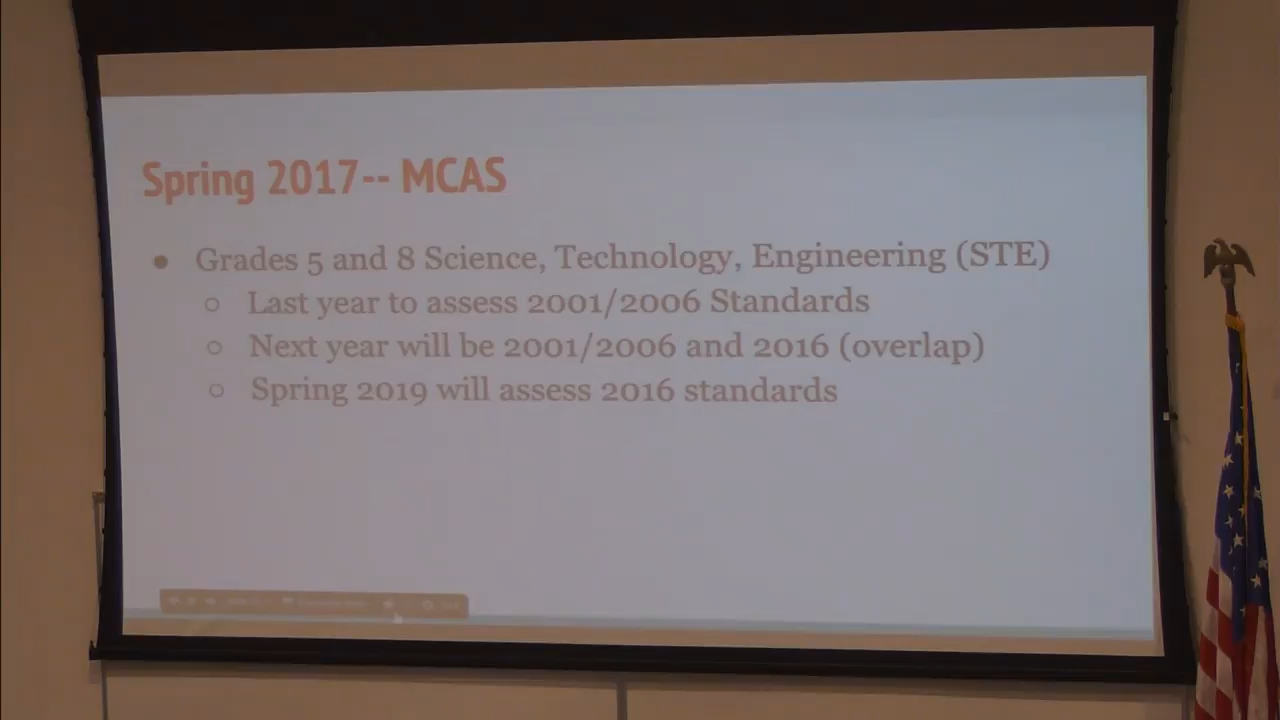 Spring 2017-- MCAS
● Grades 5 and 8 Science, Technology, Engineering (STE)
○ Last year to assess 2001/2006 Standards
○ Next year will be 2001/2006 and 2016 (overlap)
○ Spring 2019 will assess 2016 standards